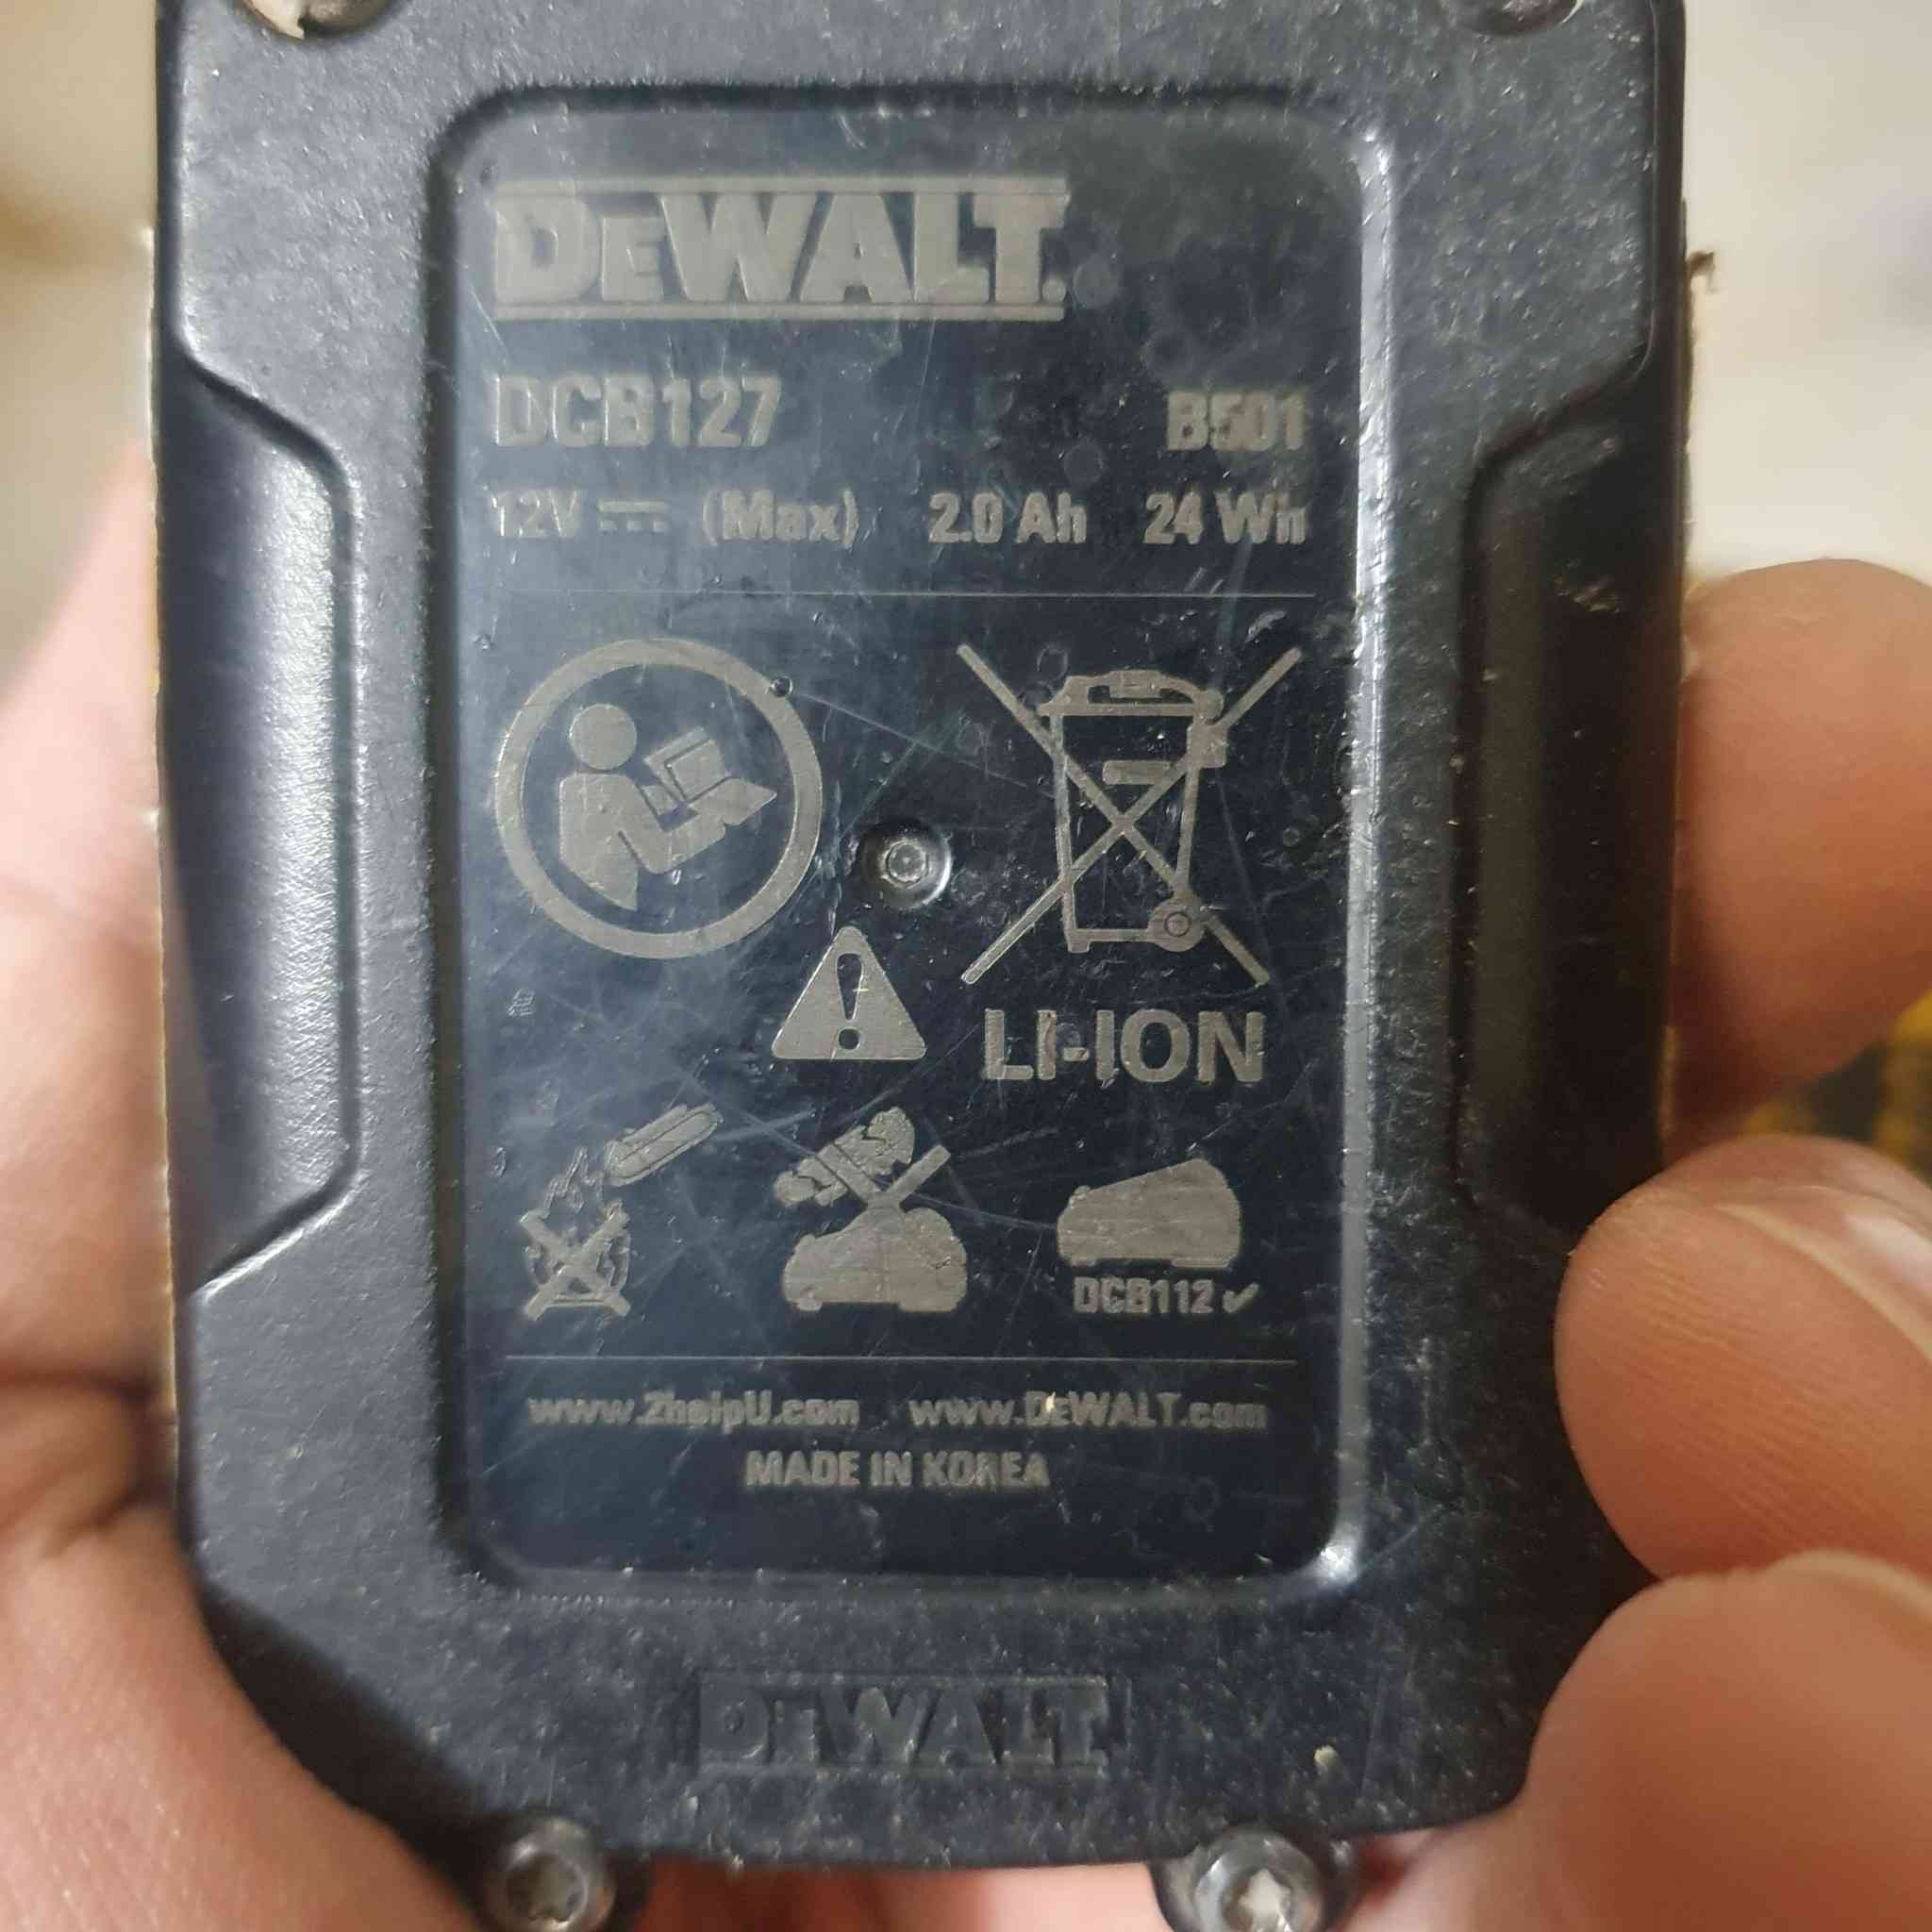 DEWALT
DCB127 B501
12V ⎓ (Max) 2.0 Ah 24 Wh
LI-ION
DCB112 ✓
www.2helpU.com www.DeWALT.com
MADE IN KOREA
DEWALT